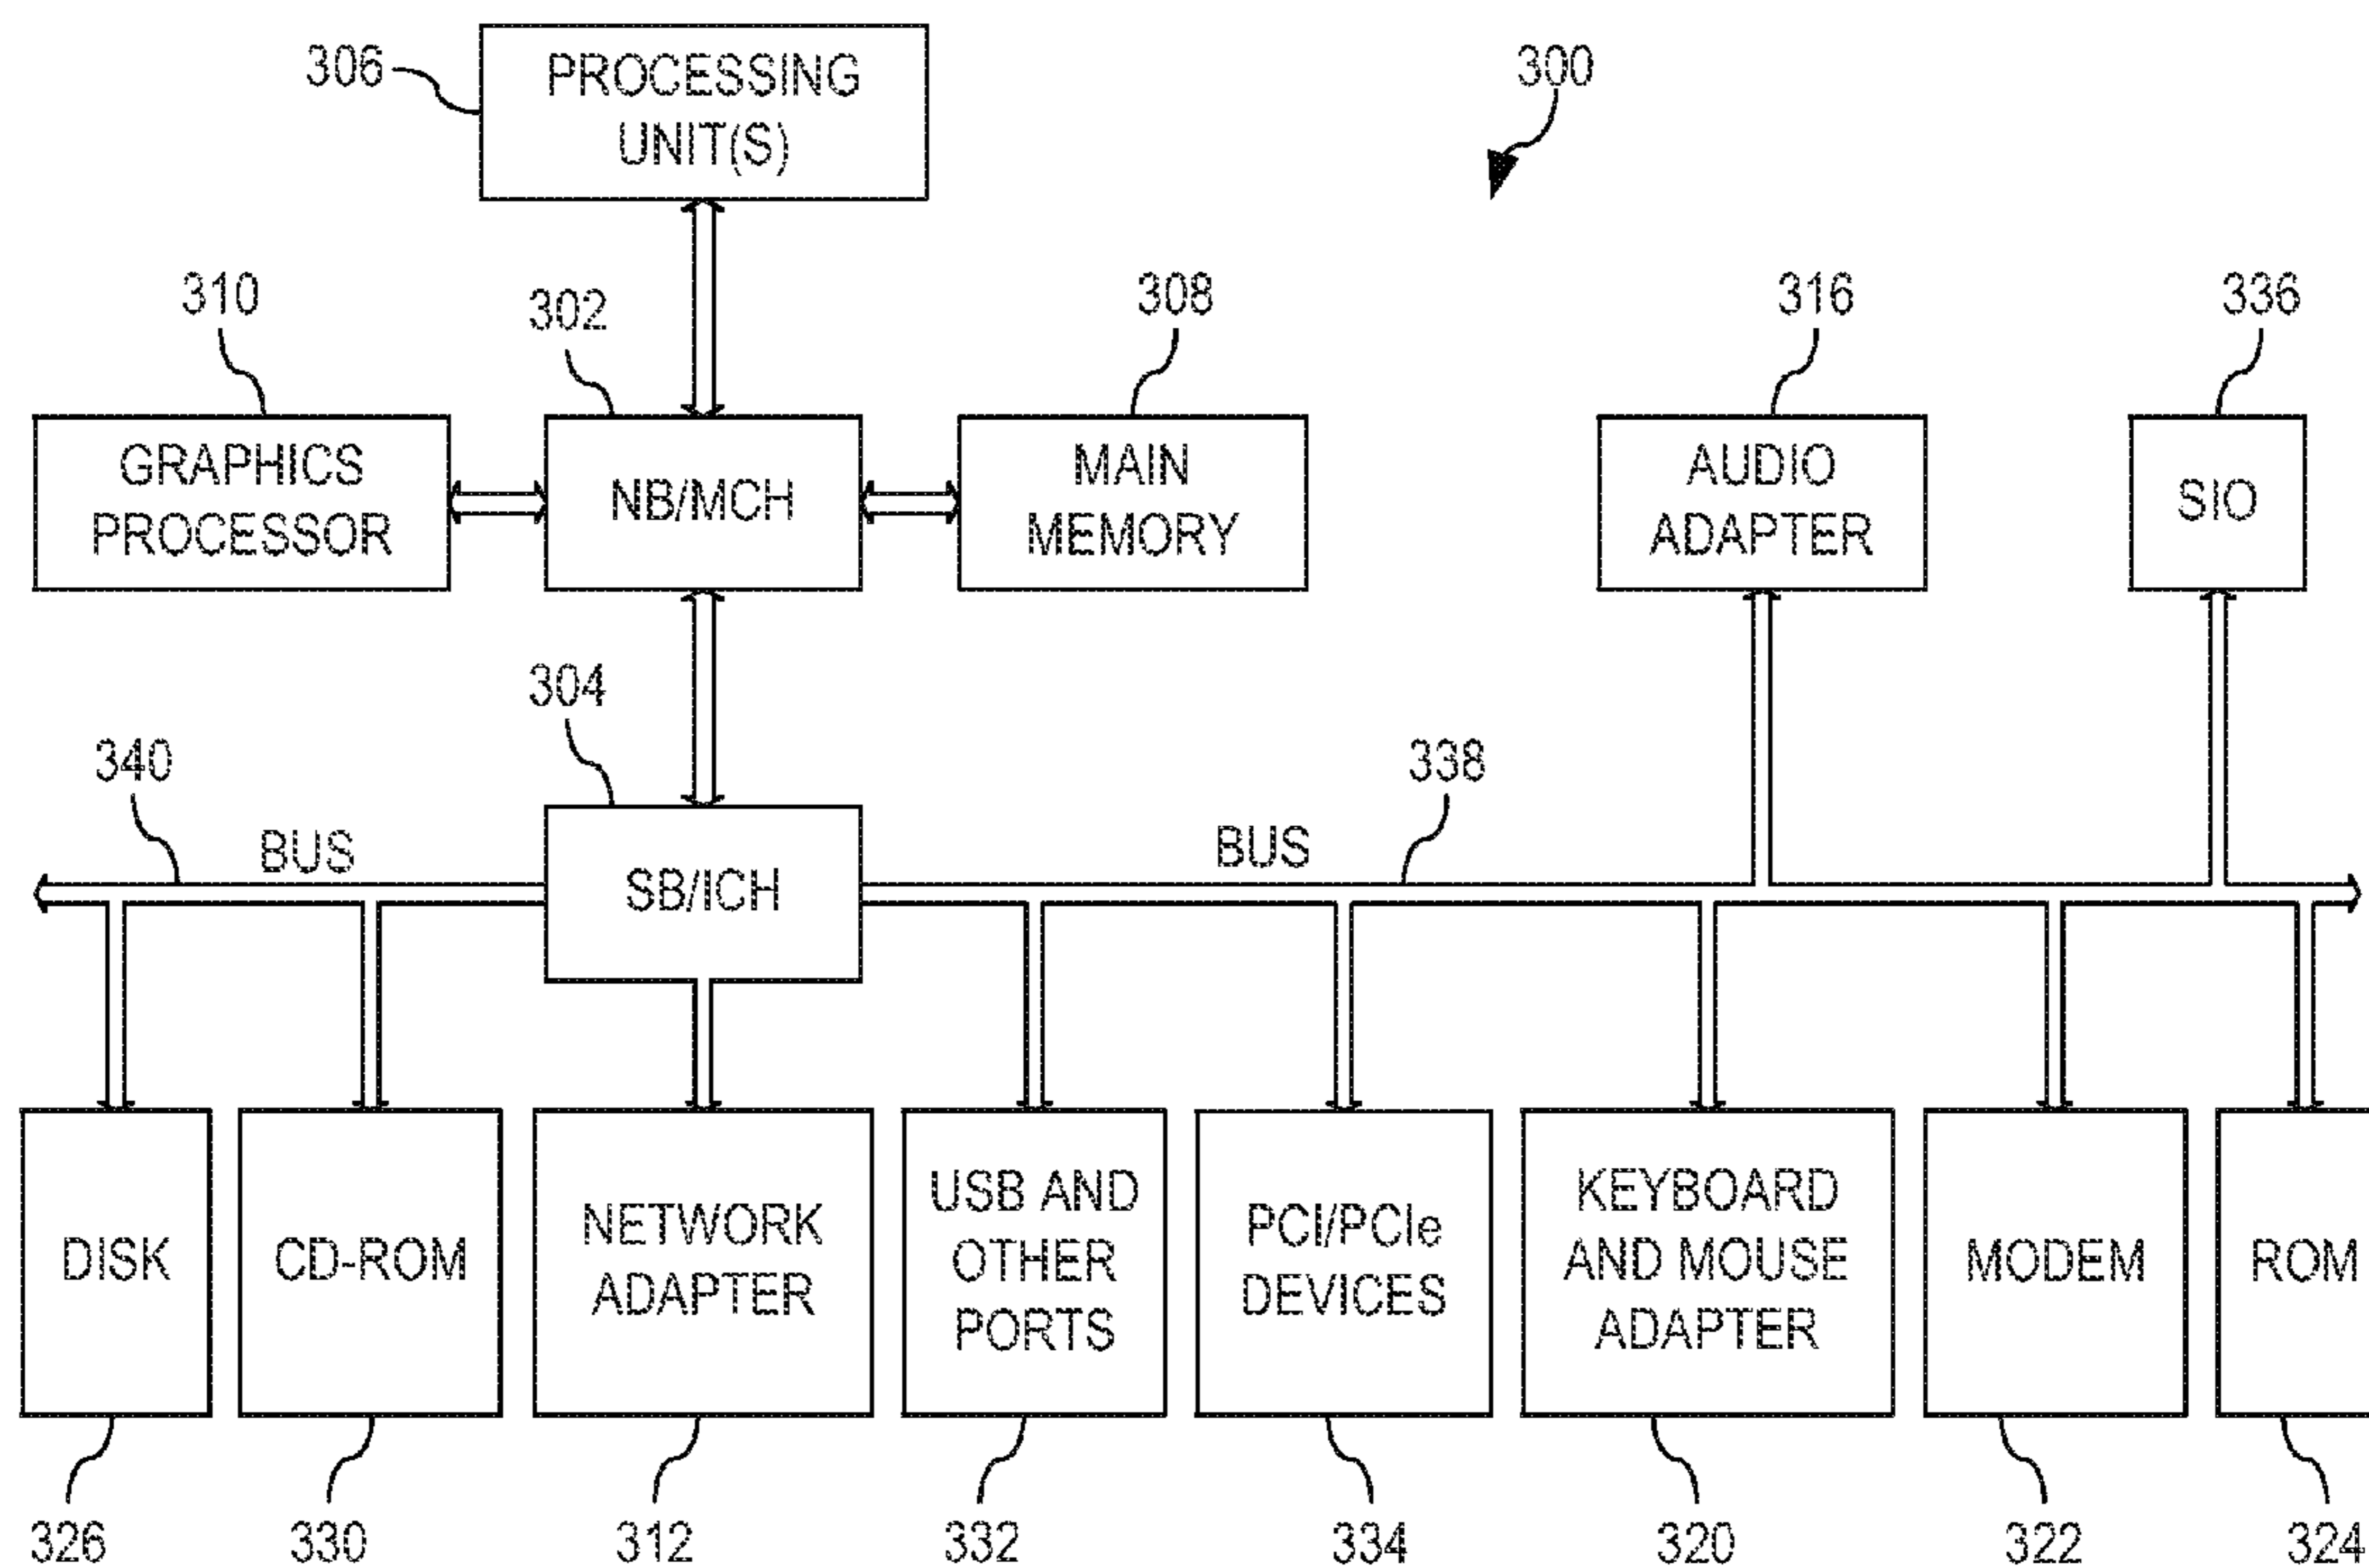 306
PROCESSING
UNIT(S)
300
310
302
308
316
336
GRAPHICS
PROCESSOR
NB/MCH
MAIN
MEMORY
AUDIO
ADAPTER
SIO
304
340
338
BUS
BUS
SB/ICH
DISK
CD-ROM
NETWORK
ADAPTER
USB AND
OTHER
PORTS
PCI/PCIe
DEVICES
KEYBOARD
AND MOUSE
ADAPTER
MODEM
ROM
326
330
312
332
334
320
322
324